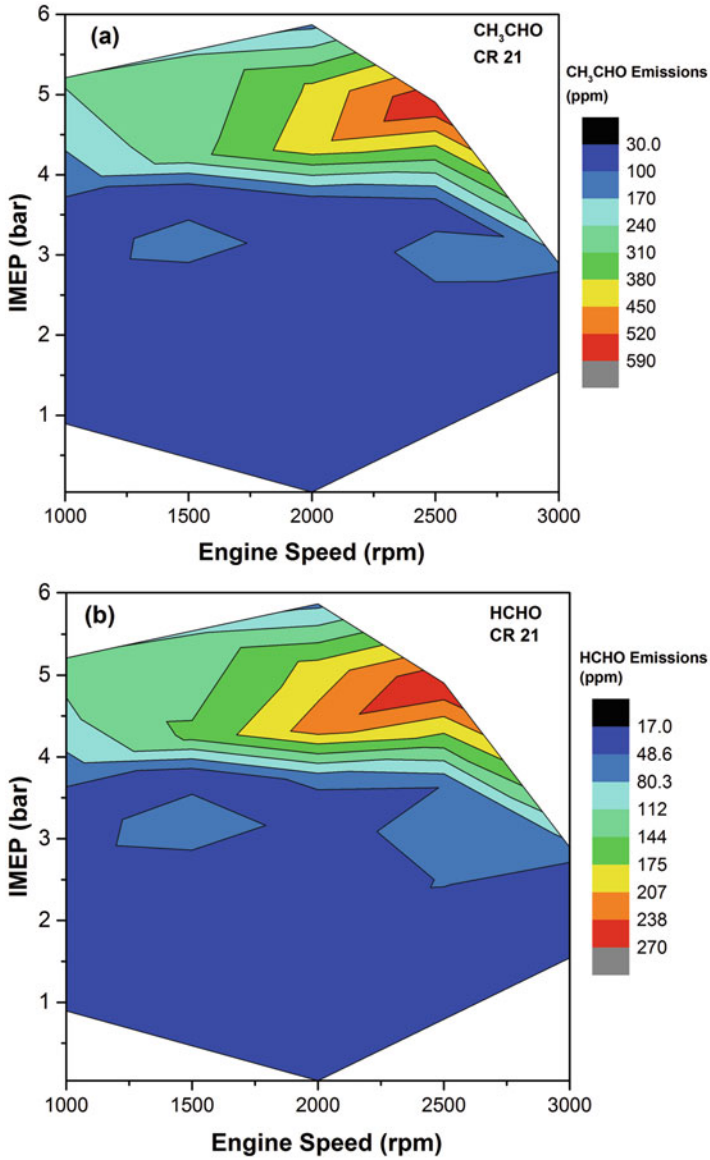 (a)
CH₃CHO
CR 21
CH₃CHO Emissions
(ppm)
30.0
100
170
240
310
380
450
520
590
6
5
4
3
2
1
IMEP (bar)
1000 1500 2000 2500 3000
Engine Speed (rpm)
(b)
HCHO
CR 21
HCHO Emissions
(ppm)
17.0
48.6
80.3
112
144
175
207
238
270
6
5
4
3
2
1
IMEP (bar)
1000 1500 2000 2500 3000
Engine Speed (rpm)